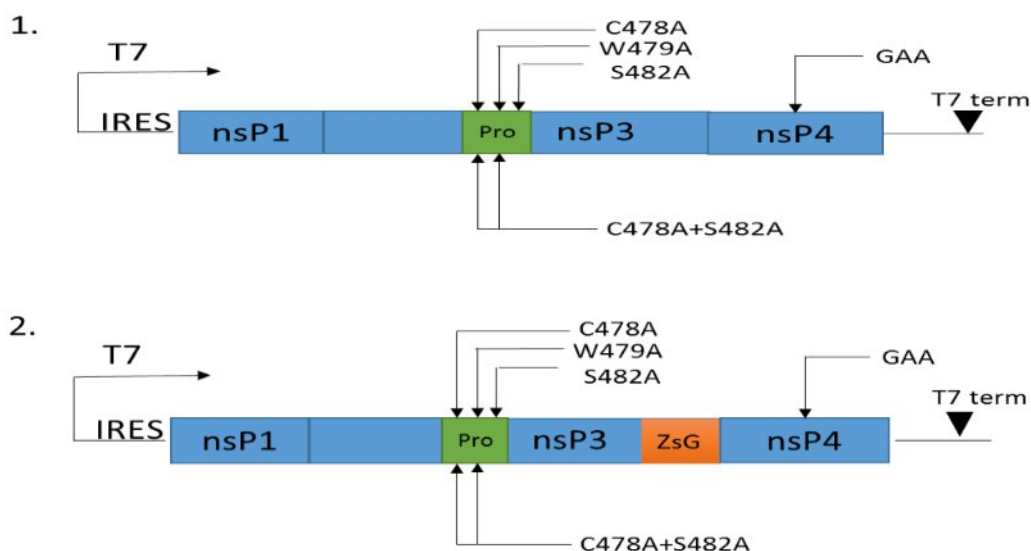 1.
T7
C478A
W479A
S482A
GAA
T7 term
IRES nsP1 Pro nsP3 nsP4
C478A+S482A
2.
T7
C478A
W479A
S482A
GAA
T7 term
IRES nsP1 Pro nsP3 ZsG nsP4
C478A+S482A